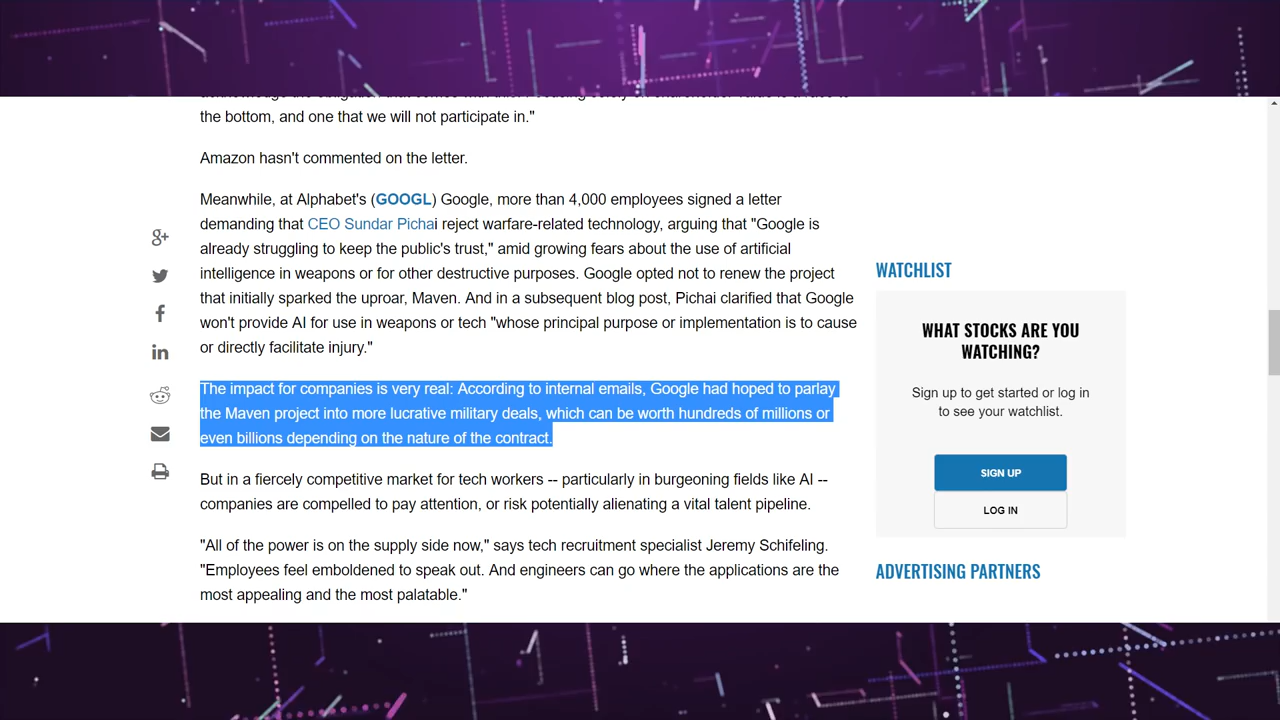 the bottom, and one that we will not participate in."
Amazon hasn't commented on the letter.
Meanwhile, at Alphabet's (GOOGL) Google, more than 4,000 employees signed a letter
demanding that CEO Sundar Pichai reject warfare-related technology, arguing that "Google is
already struggling to keep the public's trust," amid growing fears about the use of artificial
intelligence in weapons or for other destructive purposes. Google opted not to renew the project
that initially sparked the uproar, Maven. And in a subsequent blog post, Pichai clarified that Google
won't provide AI for use in weapons or tech "whose principal purpose or implementation is to cause
or directly facilitate injury."
The impact for companies is very real: According to internal emails, Google had hoped to parlay
the Maven project into more lucrative military deals, which can be worth hundreds of millions or
even billions depending on the nature of the contract.
But in a fiercely competitive market for tech workers -- particularly in burgeoning fields like AI --
companies are compelled to pay attention, or risk potentially alienating a vital talent pipeline.
"All of the power is on the supply side now," says tech recruitment specialist Jeremy Schifeling.
"Employees feel emboldened to speak out. And engineers can go where the applications are the
most appealing and the most palatable."
g+
f
in
WATCHLIST
WHAT STOCKS ARE YOU
WATCHING?
Sign up to get started or log in
to see your watchlist.
SIGN UP
LOG IN
ADVERTISING PARTNERS